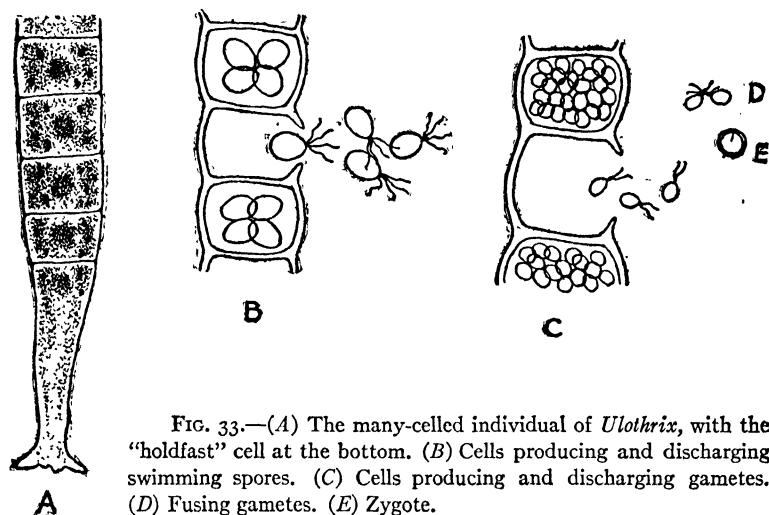 D
E
B
C
A
FIG. 33.—(A) The many-celled individual of Ulothrix, with the
"holdfast" cell at the bottom. (B) Cells producing and discharging
swimming spores. (C) Cells producing and discharging gametes.
(D) Fusing gametes. (E) Zygote.